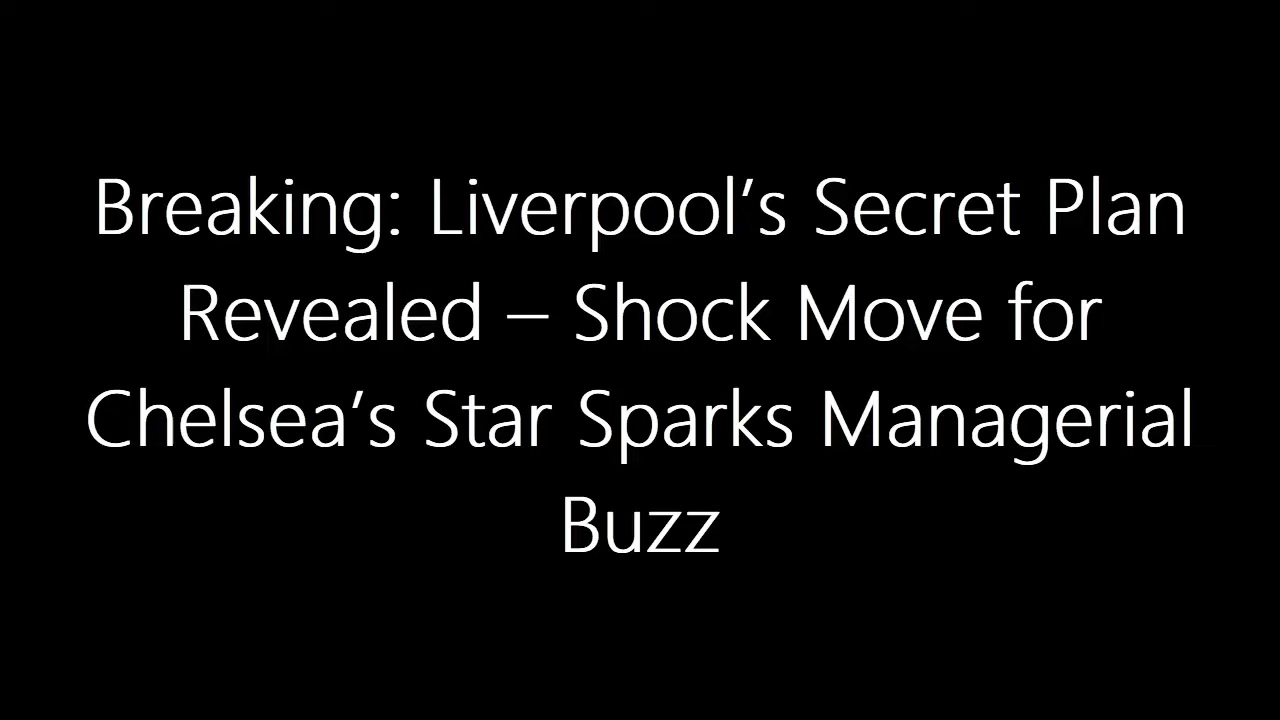 Breaking: Liverpool’s Secret Plan
Revealed – Shock Move for
Chelsea’s Star Sparks Managerial
Buzz